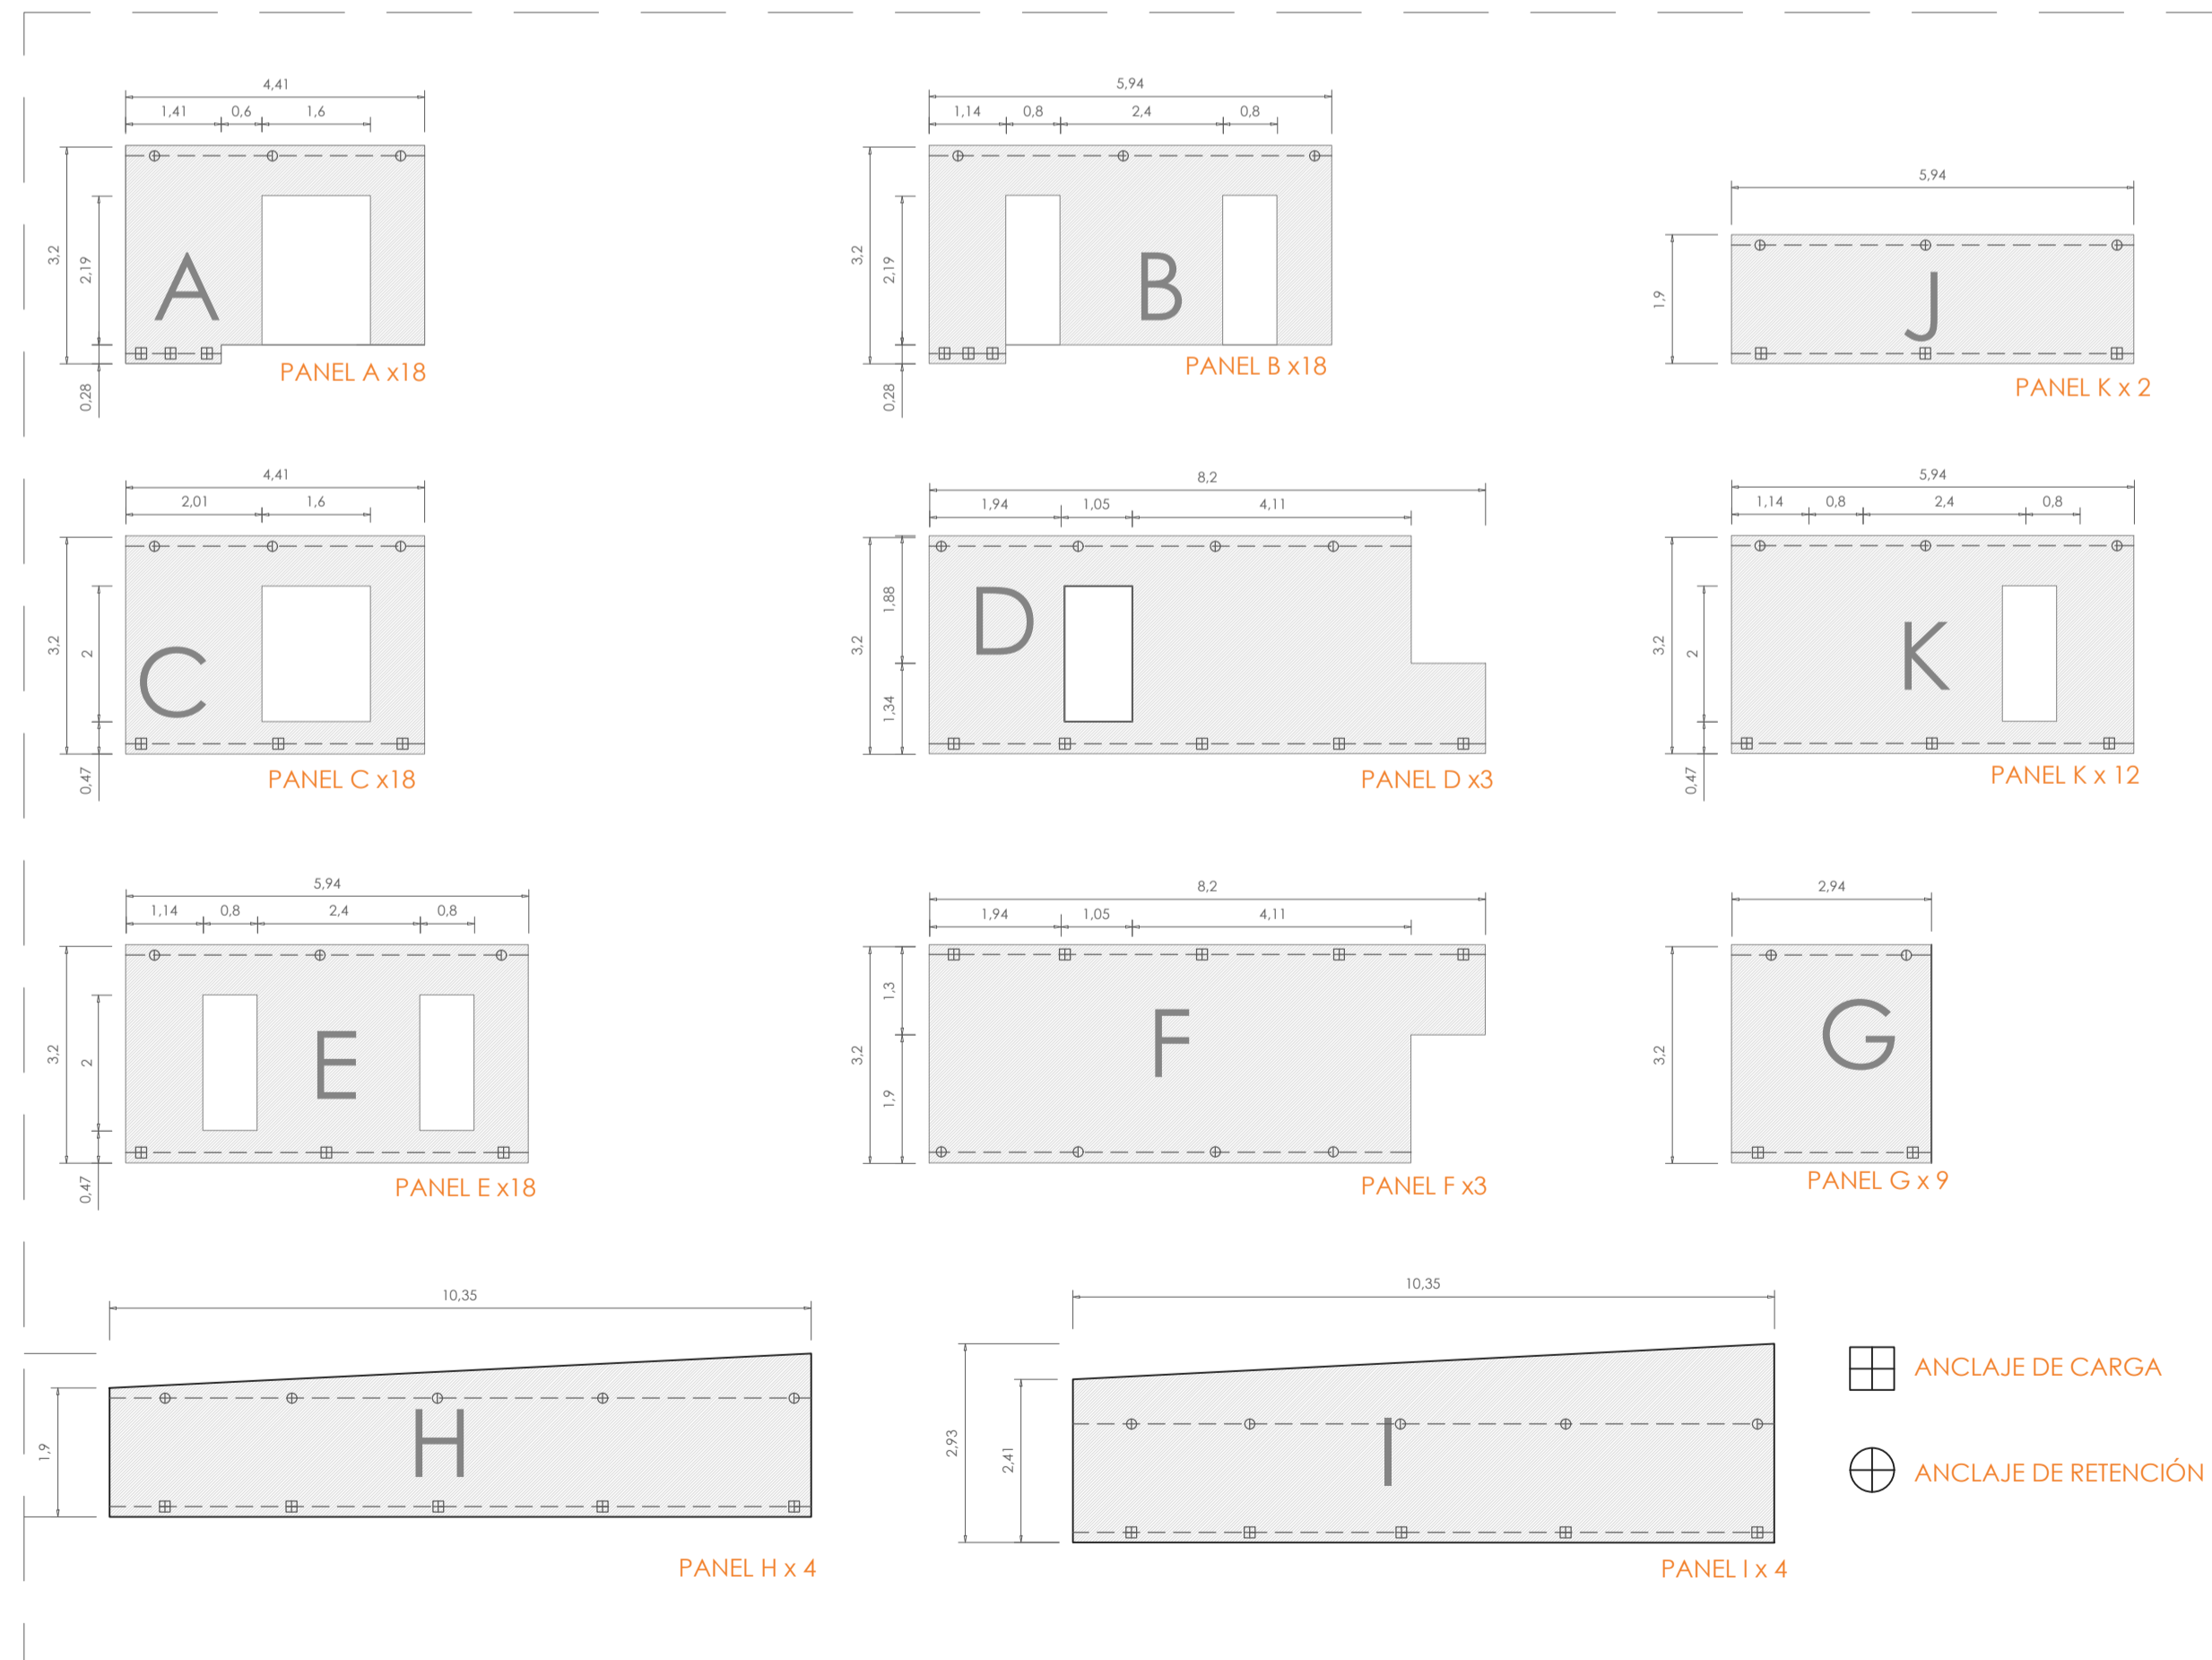 4,41
1,41 0,6 1,6
3,2
2,19
0,28
A
PANEL A x18
5,94
1,14 0,8 2,4 0,8
3,2
2,19
0,28
B
PANEL B x18
5,94
1,9
J
PANEL K x 2
4,41
2,01 1,6
3,2
2
0,47
C
PANEL C x18
8,2
1,94 1,05 4,11
3,2
1,88
1,34
D
PANEL D x3
5,94
1,14 0,8 2,4 0,8
3,2
2
0,47
K
PANEL K x 12
5,94
1,14 0,8 2,4 0,8
3,2
2
0,47
E
PANEL E x18
8,2
1,94 1,05 4,11
3,2
1,3
1,9
F
PANEL F x3
2,94
3,2
G
PANEL G x 9
10,35
1,9
H
PANEL H x 4
10,35
2,93
2,41
I
PANEL I x 4
ANCLAJE DE CARGA
ANCLAJE DE RETENCIÓN